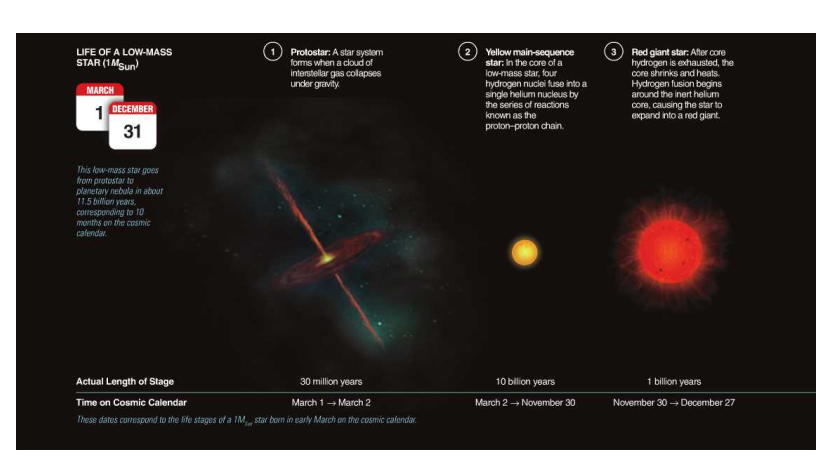 LIFE OF A LOW-MASS
STAR (1M_Sun)
MARCH
1
DECEMBER
31
This low-mass star goes
from protostar to
planetary nebula in about
11.5 billion years,
corresponding to 10
months on the cosmic
calendar.
1
Protostar: A star system
forms when a cloud of
interstellar gas collapses
under gravity.
2
Yellow main-sequence
star: In the core of a
low-mass star, four
hydrogen nuclei fuse into a
single helium nucleus by
the series of reactions
known as the
proton–proton chain.
3
Red giant star: After core
hydrogen is exhausted, the
core shrinks and heats.
Hydrogen fusion begins
around the inert helium
core, causing the star to
expand into a red giant.
Actual Length of Stage 30 million years 10 billion years 1 billion years
Time on Cosmic Calendar March 1 → March 2 March 2 → November 30 November 30 → December 27
These dates correspond to the life stages of a 1M_Sun star born in early March on the cosmic calendar.